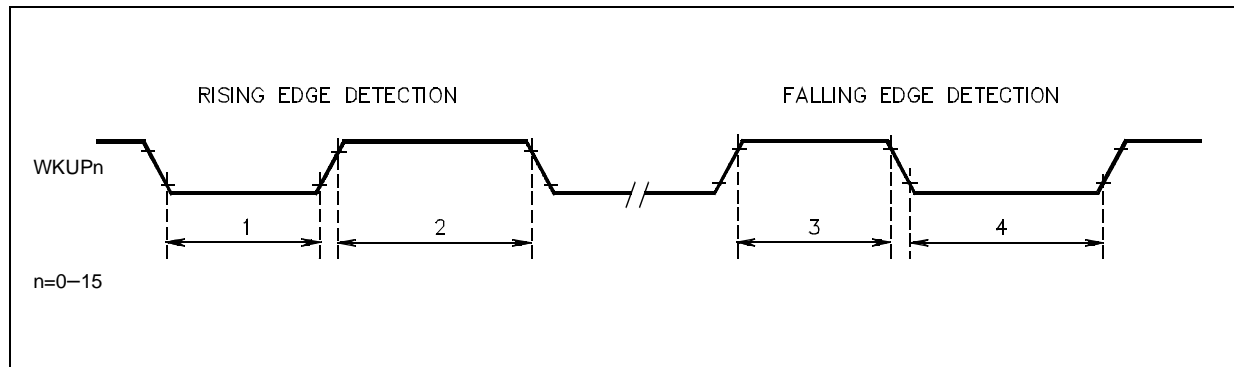 RISING EDGE DETECTION
FALLING EDGE DETECTION
WKUPn
1
2
3
4
n=0–15